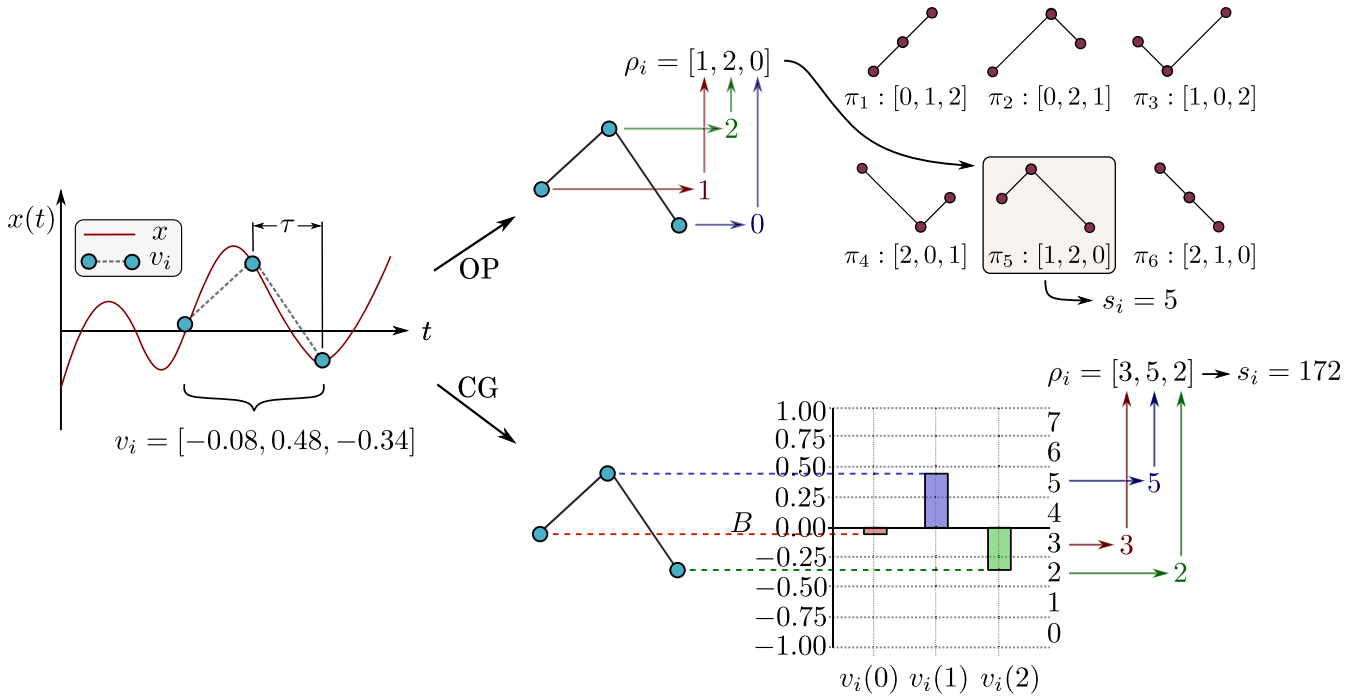 x(t)
x
v_i
τ
t
v_i = [−0.08, 0.48, −0.34]
OP
CG
ρ_i = [1, 2, 0]
2
1
0
π_1 : [0, 1, 2]
π_2 : [0, 2, 1]
π_3 : [1, 0, 2]
π_4 : [2, 0, 1]
π_5 : [1, 2, 0]
π_6 : [2, 1, 0]
s_i = 5
ρ_i = [3, 5, 2] → s_i = 172
B
1.00
0.75
0.50
0.25
0.00
−0.25
−0.50
−0.75
−1.00
7
6
5
4
3
2
1
0
5
3
2
v_i(0)
v_i(1)
v_i(2)